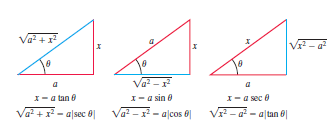 √a² + x²
x
θ
a
x = a tan θ
√a² + x² = a|sec θ|
a
x
θ
√a² − x²
x = a sin θ
√a² − x² = a|cos θ|
x
√x² − a²
θ
a
x = a sec θ
√x² − a² = a|tan θ|